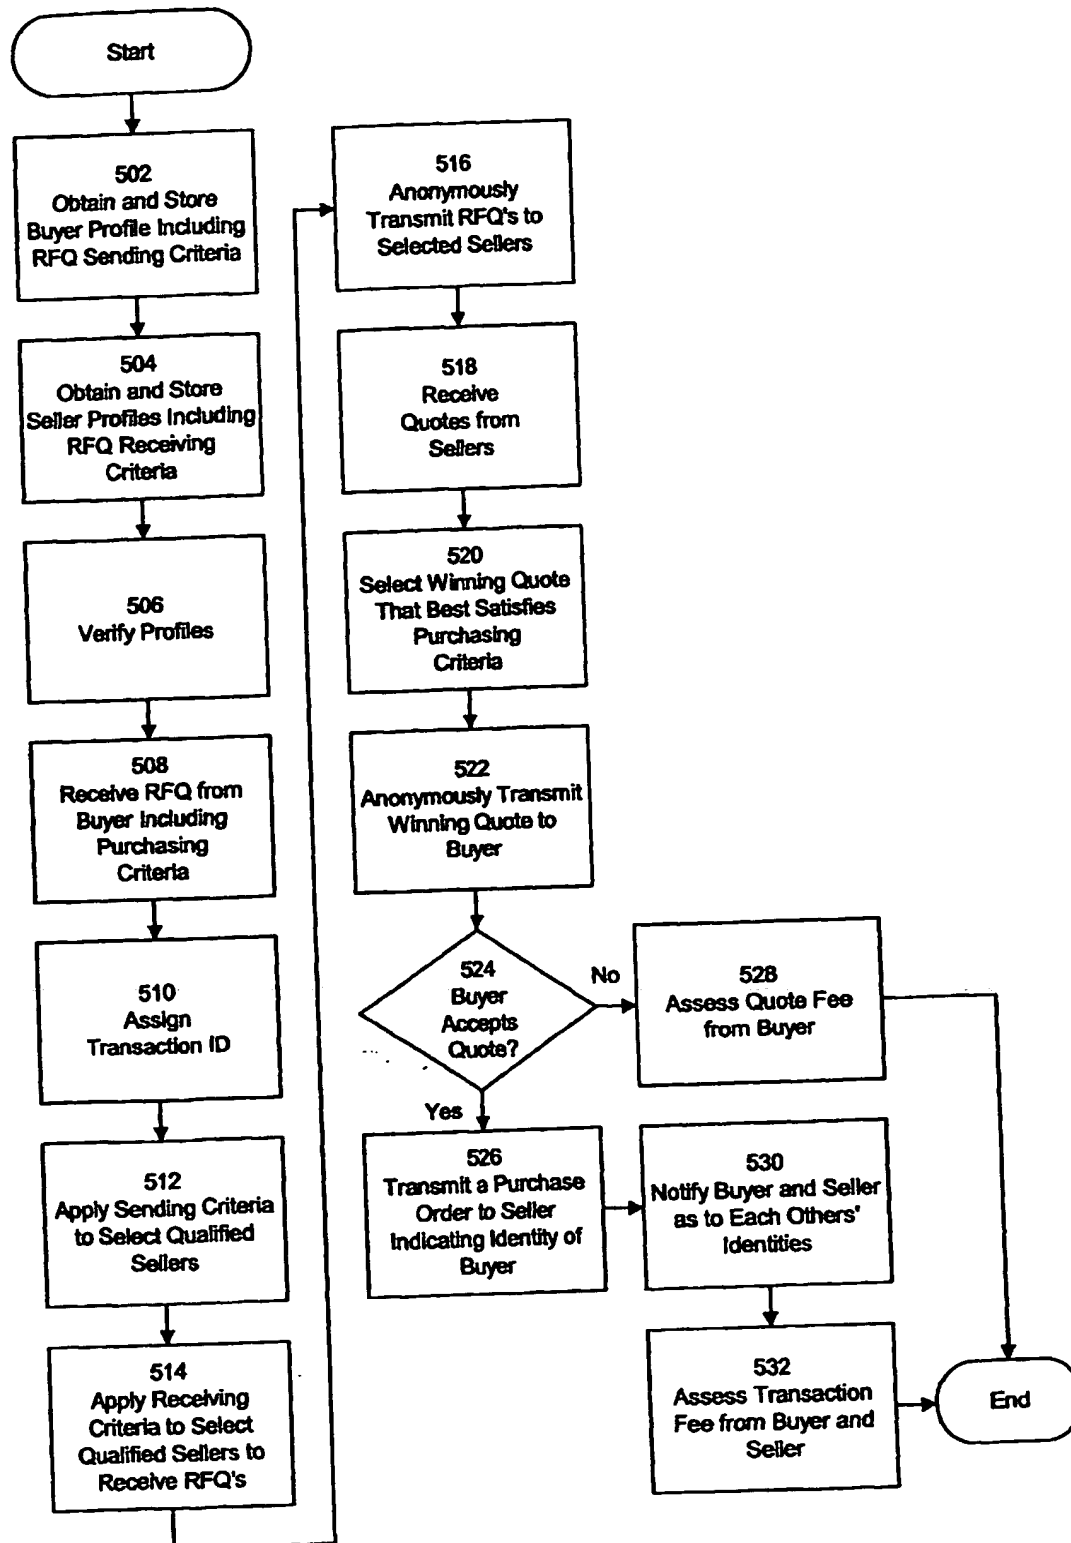 Start
502
Obtain and Store
Buyer Profile Including
RFQ Sending Criteria
504
Obtain and Store
Seller Profiles Including
RFQ Receiving
Criteria
506
Verify Profiles
508
Receive RFQ from
Buyer Including
Purchasing
Criteria
510
Assign
Transaction ID
512
Apply Sending Criteria
to Select Qualified
Sellers
514
Apply Receiving
Criteria to Select
Qualified Sellers to
Receive RFQ's
516
Anonymously
Transmit RFQ's to
Selected Sellers
518
Receive
Quotes from
Sellers
520
Select Winning Quote
That Best Satisfies
Purchasing
Criteria
522
Anonymously Transmit
Winning Quote to
Buyer
524
Buyer
Accepts
Quote?
No
528
Assess Quote Fee
from Buyer
Yes
526
Transmit a Purchase
Order to Seller
Indicating Identity of
Buyer
530
Notify Buyer and Seller
as to Each Others'
Identities
532
Assess Transaction
Fee from Buyer and
Seller
End